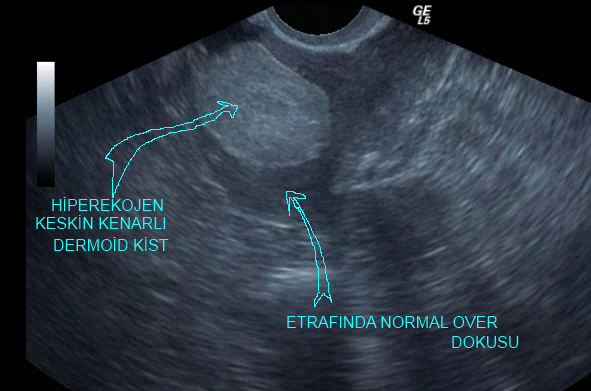 GE
L5
HİPEREKOJEN
KESKİN KENARLI
DERMOİD KİST
ETRAFINDA NORMAL OVER
DOKUSU